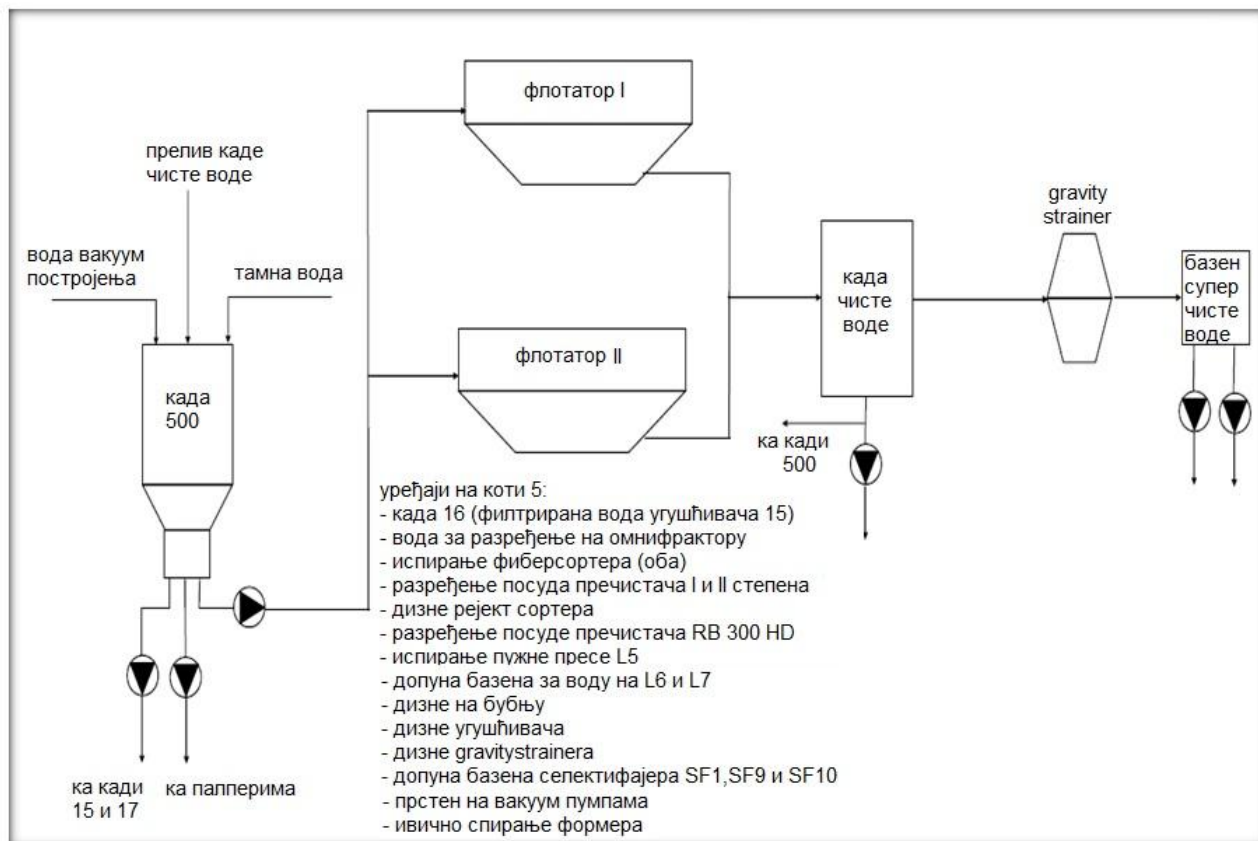 флотатор I
прелив каде
чисте воде
gravity
strainer
вода вакуум
постројења
тамна вода
када
чисте
воде
базен
супер
чисте
воде
флотатор II
када
500
ка кади
500
уређаји на коти 5:
- када 16 (филтрирана вода угушћивача 15)
- вода за разређење на омнифрактору
- испирање фиберсортера (оба)
- разређење посуда пречистача I и II степена
- дизне рејект сортера
- разређење посуде пречистача RB 300 HD
- испирање пужне пресе L5
- допуна базена за воду на L6 и L7
- дизне на бубњу
- дизне угушћивача
- дизне gravitystrainera
- допуна базена селектифајера SF1,SF9 и SF10
- прстен на вакуум пумпама
- ивично спирање формера
ка кади
15 и 17
ка палперима